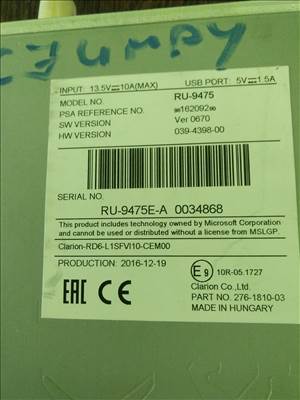 INPUT: 13.5V⎓10A(MAX) USB PORT: 5V⎓1.5A
MODEL NO. RU-9475
PSA REFERENCE NO. 96162092 90
SW VERSION Ver 0670
HW VERSION 039-4398-00
SERIAL NO.
RU-9475E-A 0034868
This product includes technology owned by Microsoft Corporation
and cannot be used or distributed without a license from MSLGP.
Clarion-RD6-L1SFVI10-CEM00
PRODUCTION: 2016-12-19
EAC CE
E9 10R-05.1727
Clarion Co.,Ltd.
PART NO. 276-1810-03
MADE IN HUNGARY